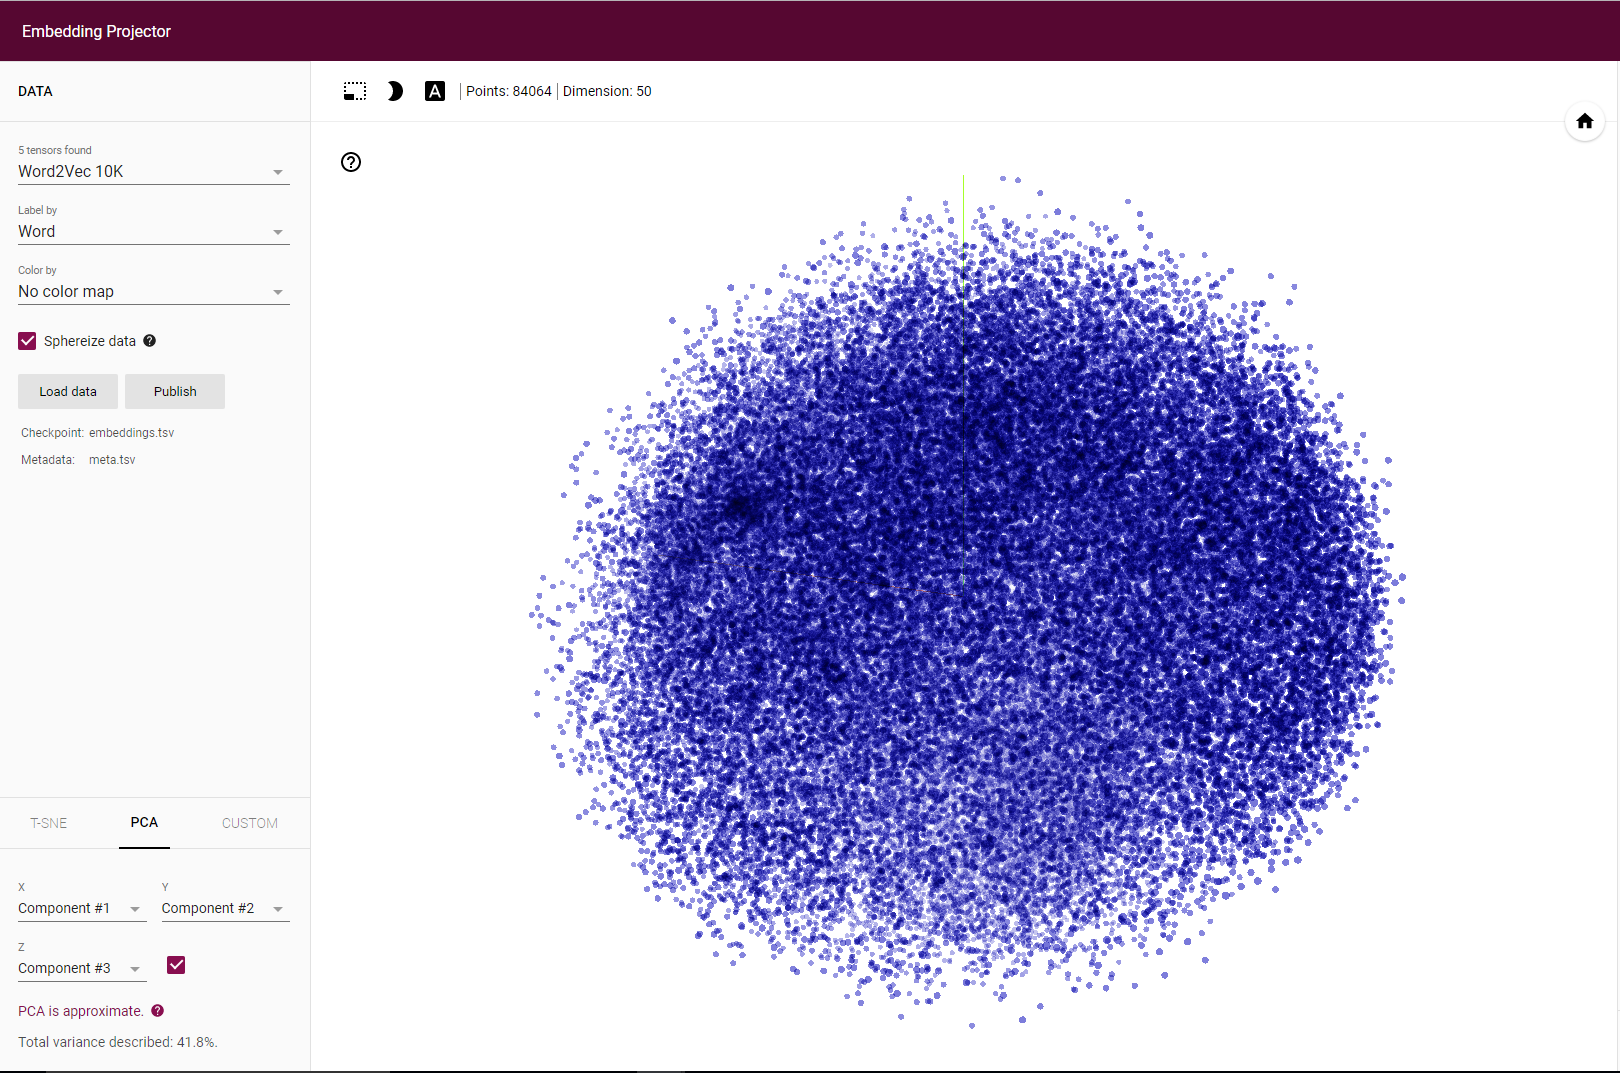 Embedding Projector
DATA
A
Points: 84064
Dimension: 50
5 tensors found
Word2Vec 10K
Label by
Word
Color by
No color map
Sphereize data
Load data
Publish
Checkpoint: embeddings.tsv
Metadata: meta.tsv
T-SNE
PCA
CUSTOM
X
Component #1
Y
Component #2
Z
Component #3
PCA is approximate.
Total variance described: 41.8%.